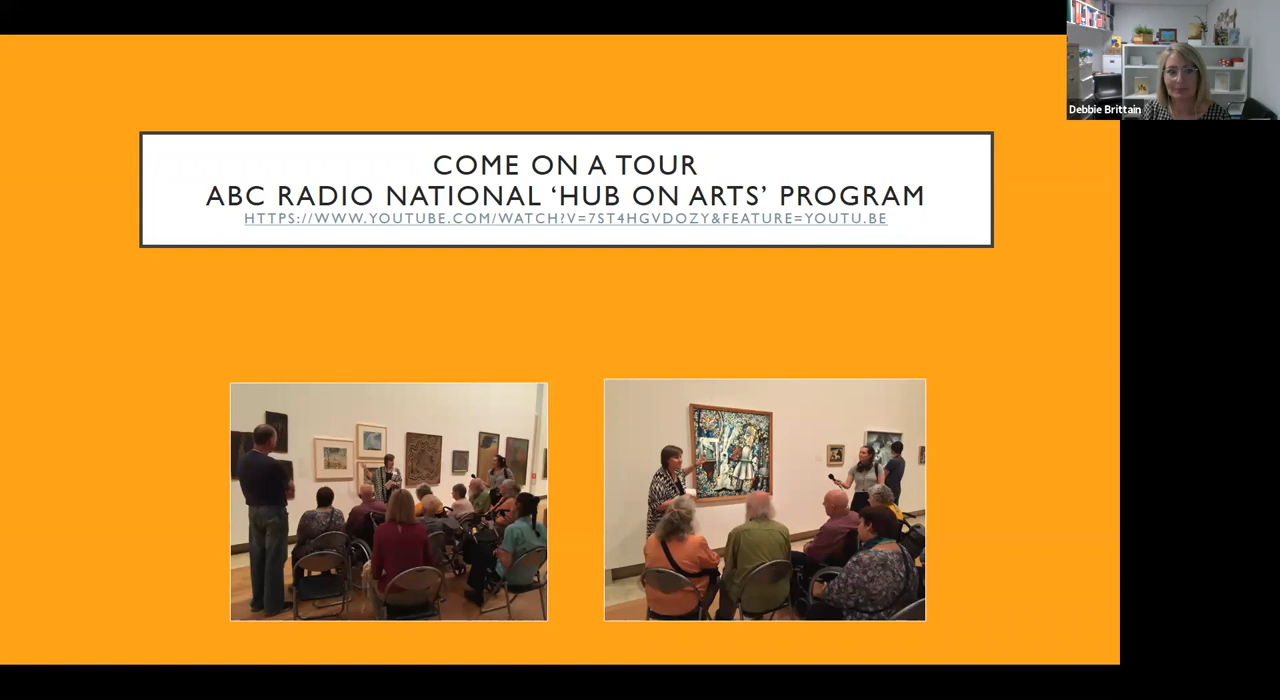 COME ON A TOUR
ABC RADIO NATIONAL ‘HUB ON ARTS’ PROGRAM
HTTPS://WWW.YOUTUBE.COM/WATCH?V=7ST4HGVDOZY&FEATURE=YOUTU.BE
Debbie Brittain